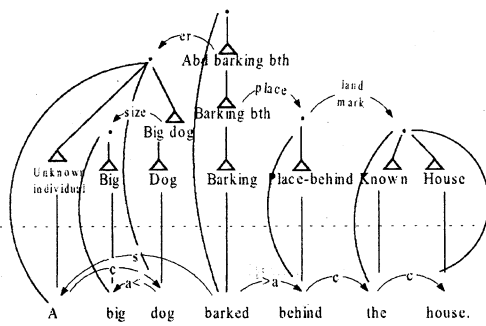 er
Abd barking bth
place
land
mark
Barking bth
size
Big dog
Unknown
individual
Big
Dog
Barking
Place-behind
Known
House
s
c
a<
>a
c
c
A big dog barked behind the house.